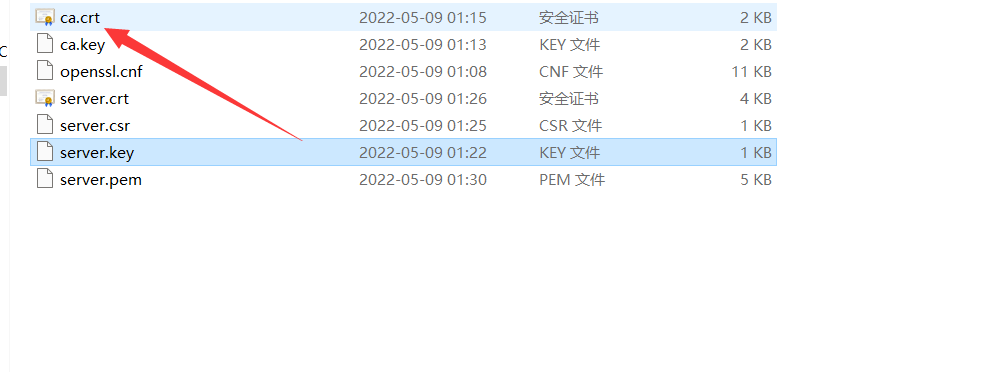 ca.crt 2022-05-09 01:15 安全证书 2 KB
ca.key 2022-05-09 01:13 KEY 文件 2 KB
openssl.cnf 2022-05-09 01:08 CNF 文件 11 KB
server.crt 2022-05-09 01:26 安全证书 4 KB
server.csr 2022-05-09 01:25 CSR 文件 1 KB
server.key 2022-05-09 01:22 KEY 文件 1 KB
server.pem 2022-05-09 01:30 PEM 文件 5 KB